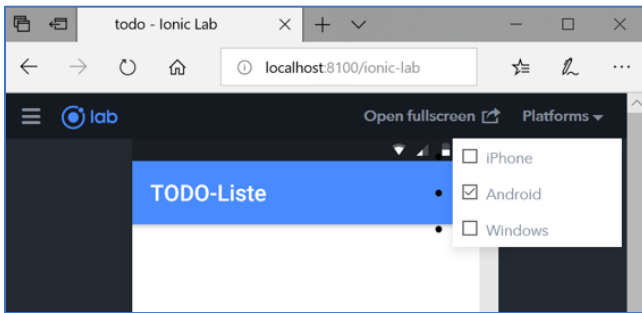 todo - Ionic Lab
localhost:8100/ionic-lab
lab
Open fullscreen
Platforms
iPhone
TODO-Liste
Android
Windows